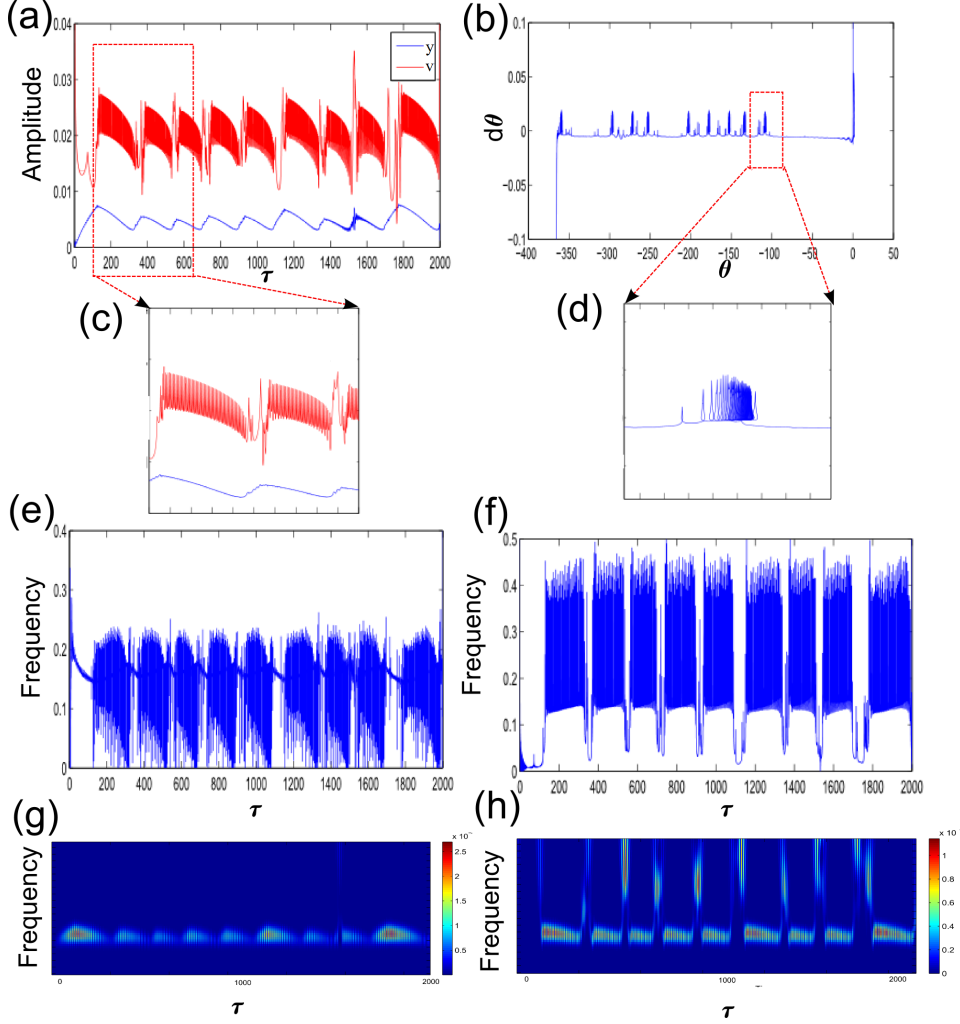 (a)
0.04
0.03
0.02
0.01
0
Amplitude
y
v
0 200 400 600 800 1000 1200 1400 1600 1800 2000
τ
(b)
0.1
0.05
0
−0.05
−0.1
dθ
−400 −350 −300 −250 −200 −150 −100 −50 0 50
θ
(c)
(d)
(e)
0.4
0.3
0.2
0.1
0
Frequency
0 200 400 600 800 1000 1200 1400 1600 1800 2000
τ
(f)
0.5
0.4
0.3
0.2
0.1
0
Frequency
0 200 400 600 800 1000 1200 1400 1600 1800 2000
τ
(g)
Frequency
0 1000 2000
τ
x 10
2.5
2
1.5
1
0.5
0
(h)
Frequency
0 1000 2000
τ
x 10
1
0.8
0.6
0.4
0.2
0